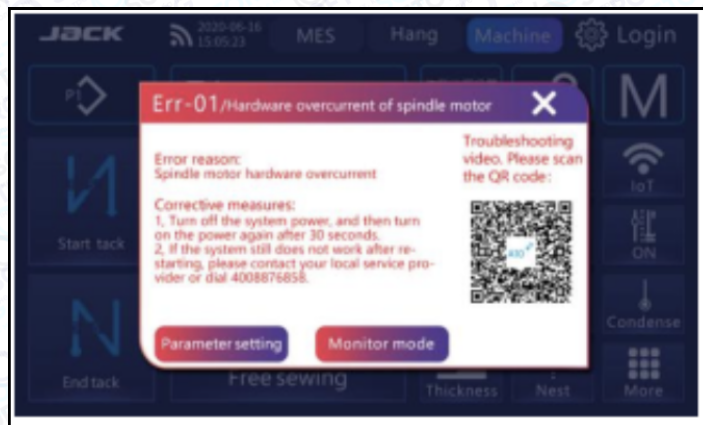 JACK
2020-06-16
15:05:23
MES
Hang
Machine
Login
P1
M
Err-01/Hardware overcurrent of spindle motor
Error reason:
Spindle motor hardware overcurrent
Corrective measures:
1, Turn off the system power, and then turn
on the power again after 30 seconds.
2, If the system still does not work after re-
starting, please contact your local service pro-
vider or dial 4008876858.
Troubleshooting
video. Please scan
the QR code:
Parameter setting
Monitor mode
Start tack
End tack
Free sewing
Thickness
Nest
IoT
ON
Condense
More